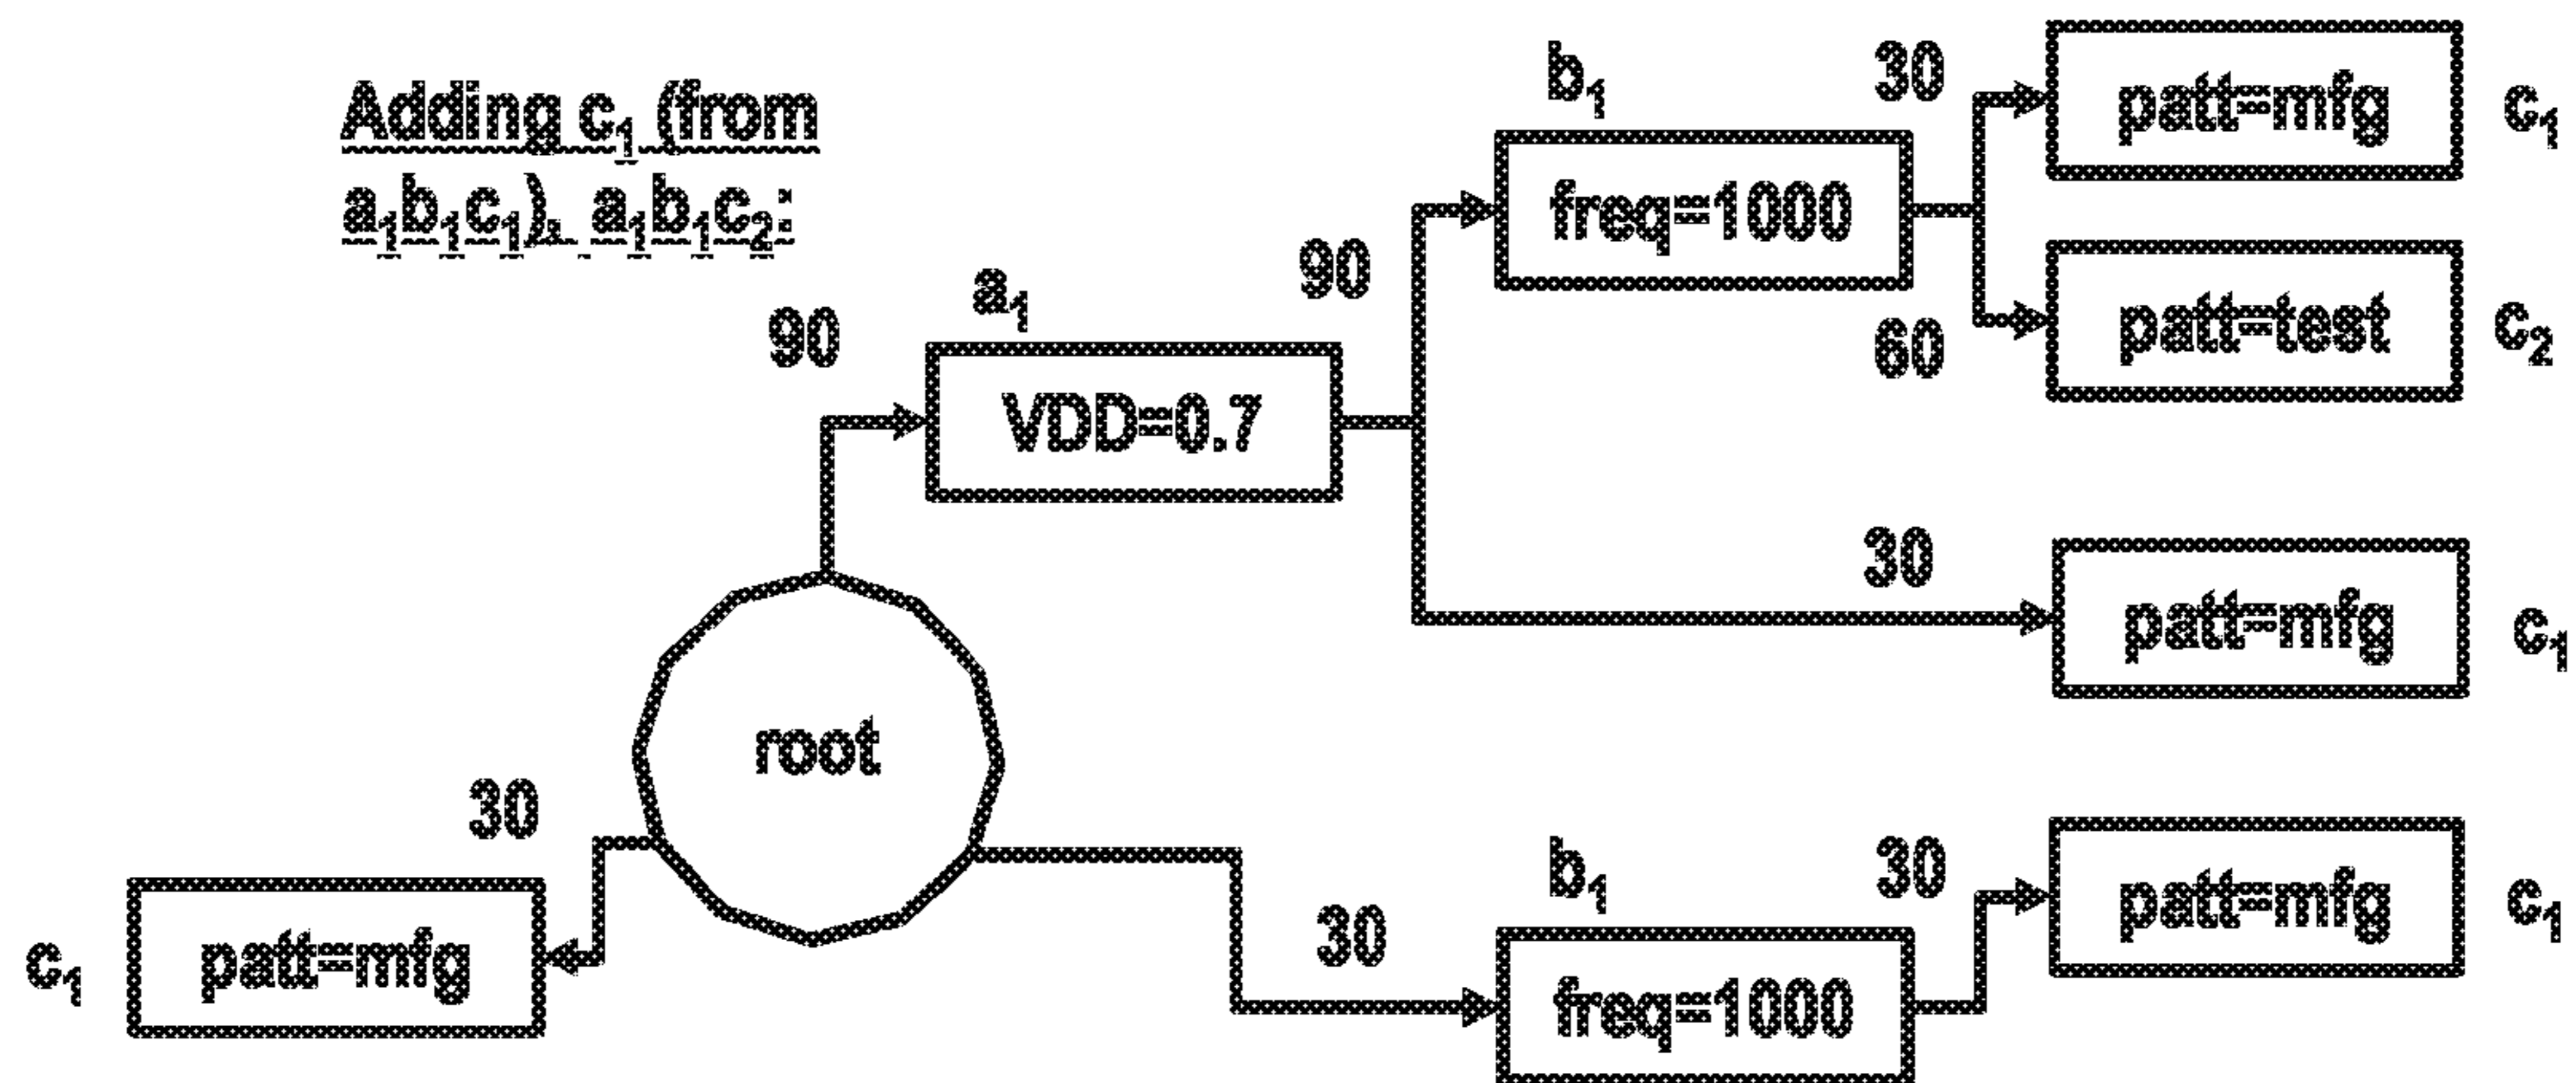 Adding c₁ (from
a₁b₁c₁), a₁b₁c₂:
b₁
30
patt=mfg
c₁
freq=1000
90
a₁
90
60
patt=test
c₂
VDD=0.7
30
patt=mfg
c₁
root
30
c₁
patt=mfg
30
b₁
freq=1000
30
patt=mfg
c₁